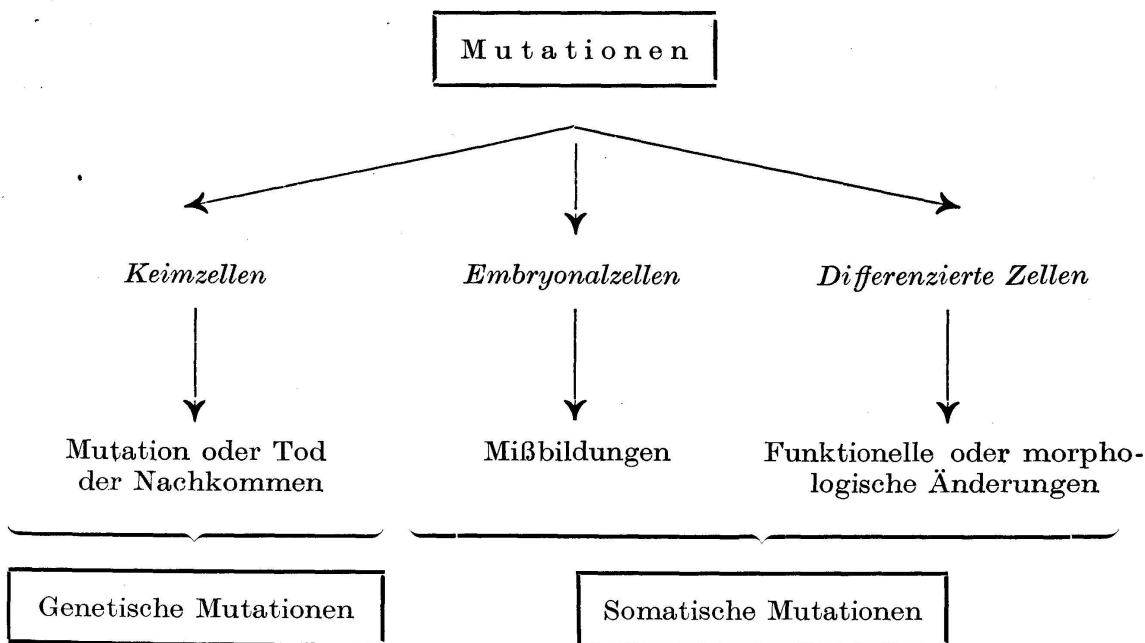 Mutationen
Keimzellen
Embryonalzellen
Differenzierte Zellen
Mutation oder Tod
der Nachkommen
Mißbildungen
Funktionelle oder morpho-
logische Änderungen
Genetische Mutationen
Somatische Mutationen